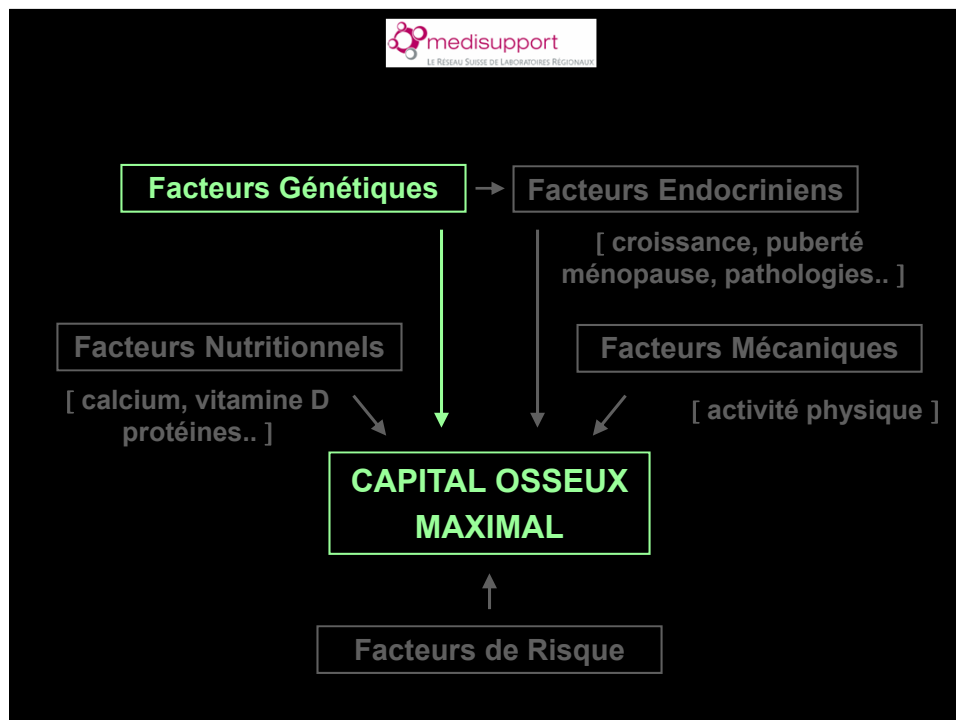 medisupport
LE RÉSEAU SUISSE DE LABORATOIRES RÉGIONAUX
Facteurs Génétiques
Facteurs Endocriniens
[ croissance, puberté
ménopause, pathologies.. ]
Facteurs Nutritionnels
Facteurs Mécaniques
[ calcium, vitamine D
protéines.. ]
[ activité physique ]
CAPITAL OSSEUX
MAXIMAL
Facteurs de Risque